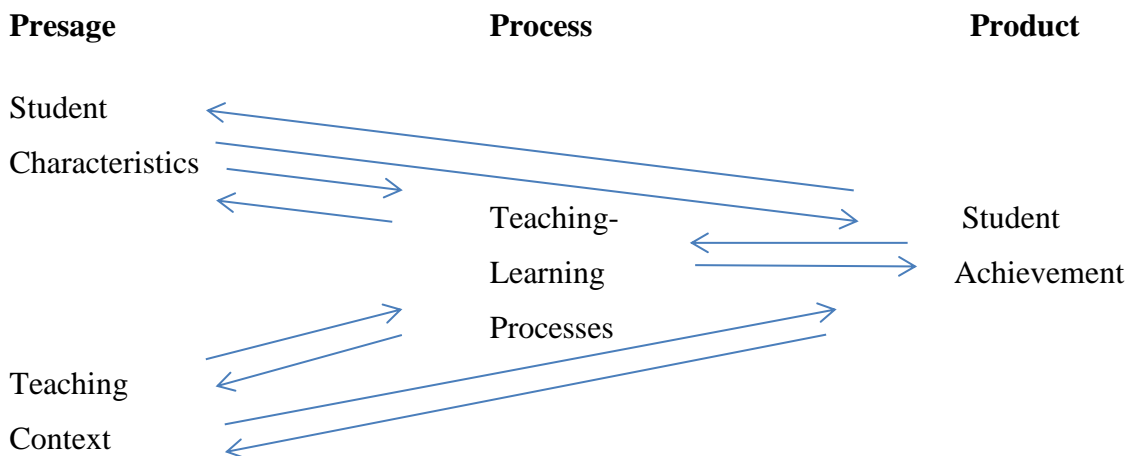 Presage Process Product
Student
Characteristics
Teaching- Student
Learning Achievement
Processes
Teaching
Context